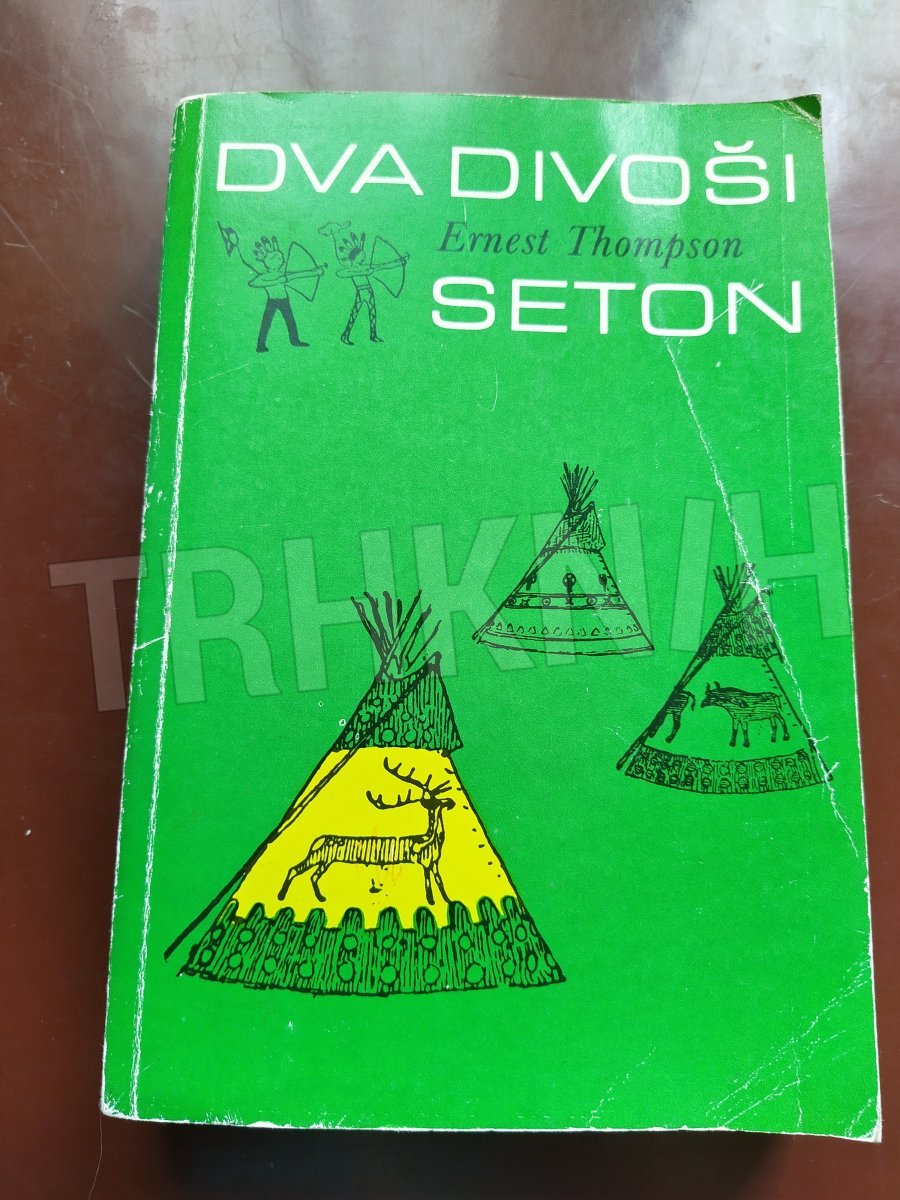 DVA DIVOŠI
Ernest Thompson
SETON
TRHKNIH